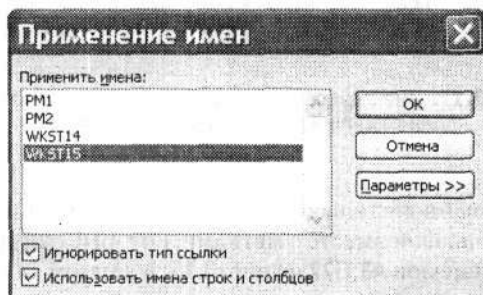 Применение имен
Применить имена:
PM1
PM2
WKST14
WKST15
OK
Отмена
Параметры >>
Игнорировать тип ссылки
Использовать имена строк и столбцов